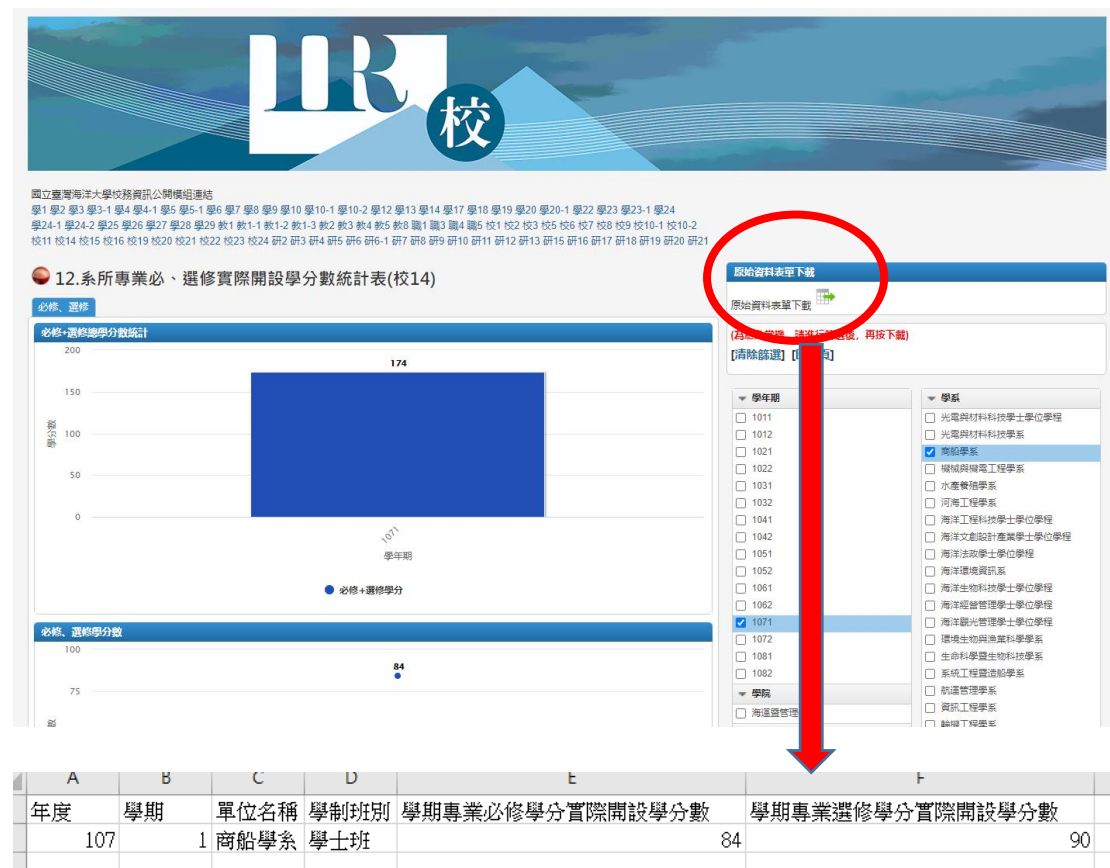 IIR校
國立臺灣海洋大學校務資訊公開模組連結
學1 學2 學3 學3-1 學4 學4-1 學5 學5-1 學6 學7 學8 學9 學10 學10-1 學10-2 學12 學13 學14 學17 學18 學19 學20 學20-1 學22 學23 學23-1 學24
學24-1 學24-2 學25 學26 學27 學28 學29 教1 教1-1 教1-2 教1-3 教2 教3 教4 教5 教8 職1 職3 職4 職5 校1 校2 校3 校5 校6 校7 校8 校9 校10-1 校10-2
校11 校14 校15 校16 校19 校20 校21 校22 校23 校24 研2 研3 研4 研5 研6 研6-1 研7 研8 研9 研10 研11 研12 研13 研15 研16 研17 研18 研19 研20 研21
12.系所專業必、選修實際開設學分數統計表(校14)
必修、選修
必修+選修總學分數統計
200
174
150
100
50
0
學分數
1071
學年期
必修+選修學分
必修、選修學分數
100
84
75
數
原始資料表單下載
原始資料表單下載
後，再按下載)
[清除篩選] [
頁]
學年期
1011
1012
1021
1022
1031
1032
1041
1042
1051
1052
1061
1062
1071
1072
1081
1082
學院
海運暨管理
學系
光電與材料科技學士學位學程
光電與材料科技學系
商船學系
機械與機電工程學系
水產養殖學系
河海工程學系
海洋工程科技學士學位學程
海洋文創設計產業學士學位學程
海洋法政學士學位學程
海洋環境資訊系
海洋生物科技學士學位學程
海洋經營管理學士學位學程
海洋觀光管理學士學位學程
環境生物與漁業科學學系
生命科學暨生物科技學系
系統工程暨造船學系
航運管理學系
資訊工程學系
輪機工程學系
A B C D E F
年度 學期 單位名稱 學制班別 學期專業必修學分實際開設學分數 學期專業選修學分實際開設學分數
107 1 商船學系 學士班 84 90